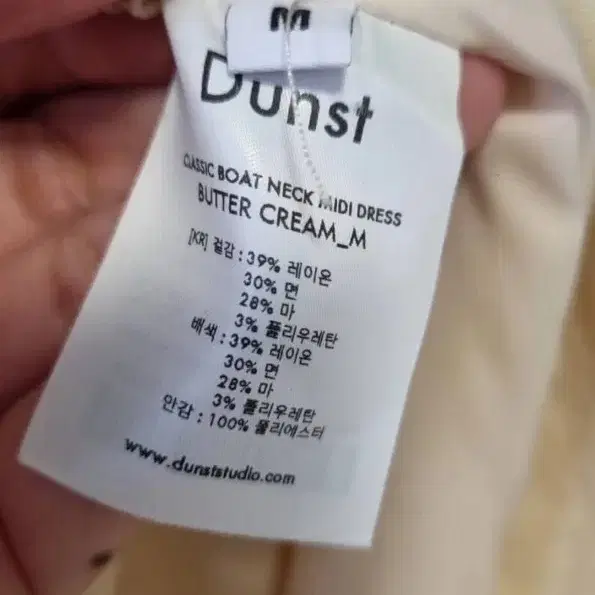 M
Dunst
CLASSIC BOAT NECK MIDI DRESS
BUTTER CREAM_M
[KR] 겉감 : 39% 레이온
30% 면
28% 마
3% 폴리우레탄
배색 : 39% 레이온
30% 면
28% 마
3% 폴리우레탄
안감 : 100% 폴리에스터
www.dunststudio.com